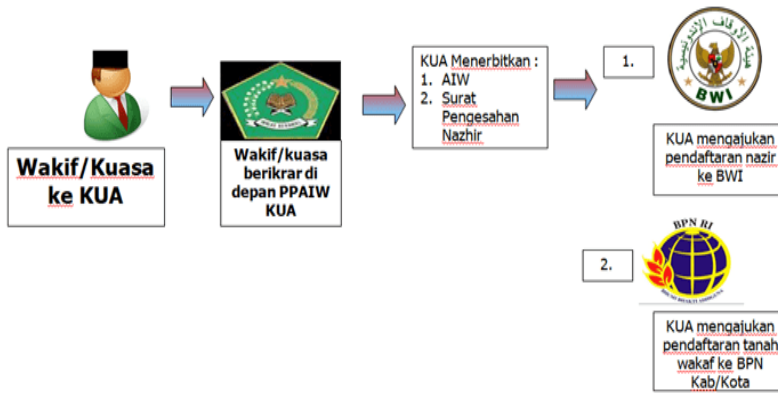 Wakif/Kuasa
ke KUA
Wakif/kuasa
berikrar di
depan PPAIW
KUA
KUA Menerbitkan :
1. AIW
2. Surat
Pengesahan
Nazhir
1.
BWI
KUA mengajukan
pendaftaran nazir
ke BWI
2.
BPN RI
KUA mengajukan
pendaftaran tanah
wakaf ke BPN
Kab/Kota